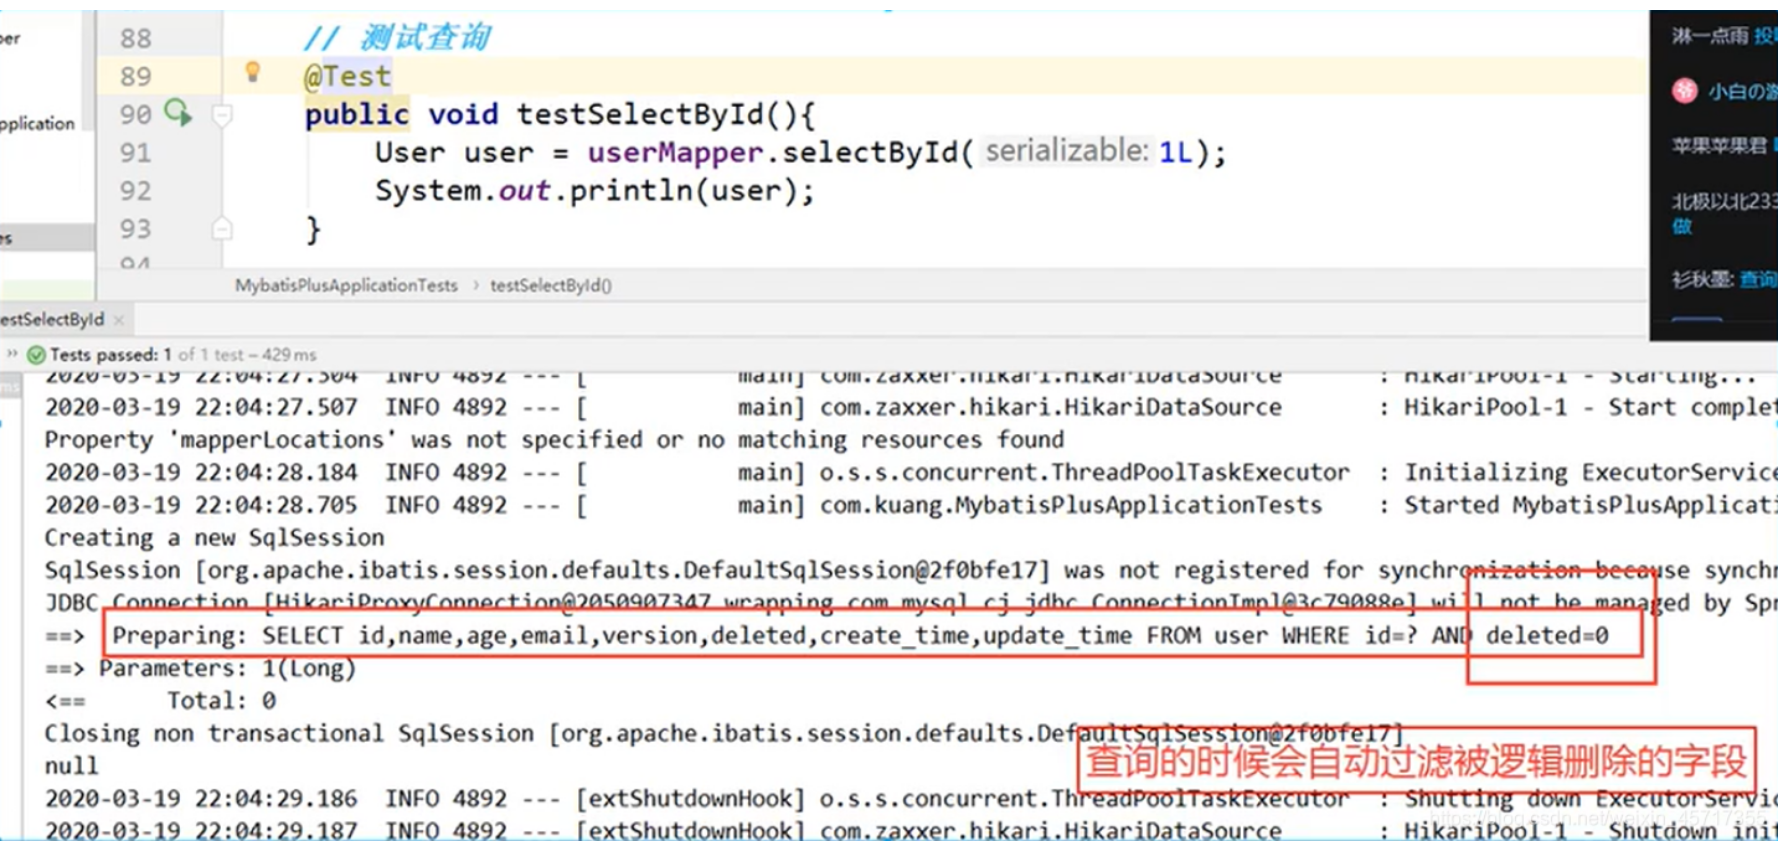 88 // 测试查询
89 @Test
90 public void testSelectById(){
91 User user = userMapper.selectById( serializable: 1L);
92 System.out.println(user);
93 }
94
pplication
MybatisPlusApplicationTests › testSelectById()
estSelectById ×
» Tests passed: 1 of 1 test – 429 ms
2020-03-19 22:04:27.304 INFO 4892 --- [ main] com.zaxxer.hikari.HikariDataSource : HikariPool-1 - Starting...
2020-03-19 22:04:27.507 INFO 4892 --- [ main] com.zaxxer.hikari.HikariDataSource : HikariPool-1 - Start complet
Property 'mapperLocations' was not specified or no matching resources found
2020-03-19 22:04:28.184 INFO 4892 --- [ main] o.s.s.concurrent.ThreadPoolTaskExecutor : Initializing ExecutorService
2020-03-19 22:04:28.705 INFO 4892 --- [ main] com.kuang.MybatisPlusApplicationTests : Started MybatisPlusApplicati
Creating a new SqlSession
SqlSession [org.apache.ibatis.session.defaults.DefaultSqlSession@2f0bfe17] was not registered for synchronization because synchr
JDBC Connection [HikariProxyConnection@2050907347 wrapping com.mysql.cj.jdbc.ConnectionImpl@3c79088e] will not be managed by Spr
==> Preparing: SELECT id,name,age,email,version,deleted,create_time,update_time FROM user WHERE id=? AND deleted=0
==> Parameters: 1(Long)
<== Total: 0
Closing non transactional SqlSession [org.apache.ibatis.session.defaults.DefaultSqlSession@2f0bfe17]
null
查询的时候会自动过滤被逻辑删除的字段
2020-03-19 22:04:29.186 INFO 4892 --- [extShutdownHook] o.s.s.concurrent.ThreadPoolTaskExecutor : Shutting down ExecutorServic
2020-03-19 22:04:29.187 INFO 4892 --- [extShutdownHook] com.zaxxer.hikari.HikariDataSource : HikariPool-1 - Shutdown init
淋一点雨 投
爷 小白の游
苹果苹果君
北极以北233
做
衫秋墨: 查询
https://blog.csdn.net/weixin_45717355